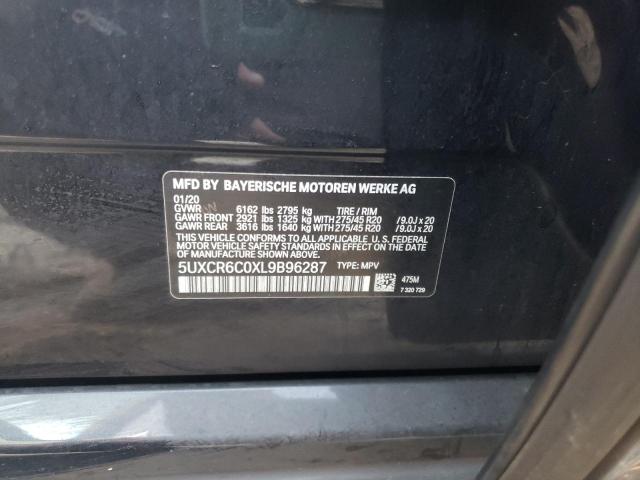 MFD BY BAYERISCHE MOTOREN WERKE AG
01/20
GVWR 6162 lbs 2795 kg TIRE / RIM
GAWR FRONT 2921 lbs 1325 kg WITH 275/45 R20 / 9.0J x 20
GAWR REAR 3616 lbs 1640 kg WITH 275/45 R20 / 9.0J x 20
THIS VEHICLE CONFORMS TO ALL APPLICABLE FEDERAL
MOTOR VEHICLE SAFETY STANDARDS IN EFFECT ON THE DATE
OF MANUFACTURE SHOWN ABOVE.
5UXCR6C0XL9B96287 TYPE: MPV
475M
7 320 729